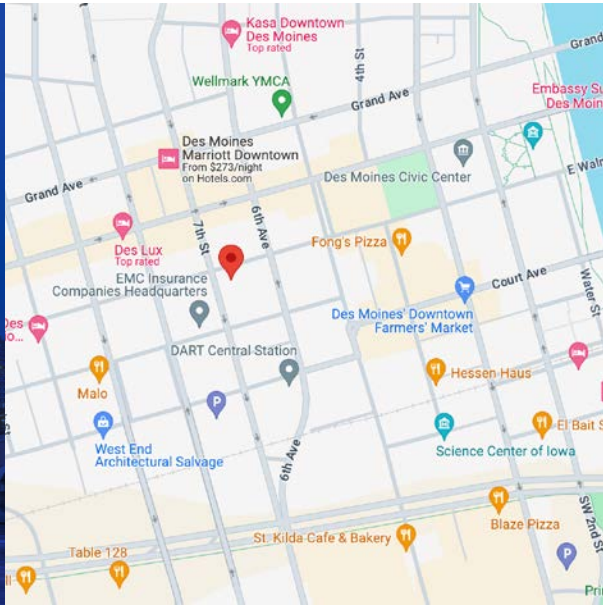 Kasa Downtown
Des Moines
Top rated
Grand
Wellmark YMCA
4th St
Grand Ave
Embassy Su
Des Moin
Des Moines
Marriott Downtown
From $273/night
on Hotels.com
Des Moines Civic Center
E Waln
Grand Ave
7th St
6th Ave
Des Lux
Top rated
Fong's Pizza
EMC Insurance
Companies Headquarters
Court Ave
Water St
Des Moines' Downtown
Farmers' Market
Des
o...
DART Central Station
Malo
Hessen Haus
P
West End
Architectural Salvage
El Bait S
Science Center of Iowa
6th Ave
SW 2nd St
Blaze Pizza
St. Kilda Cafe & Bakery
Table 128
P
Pri